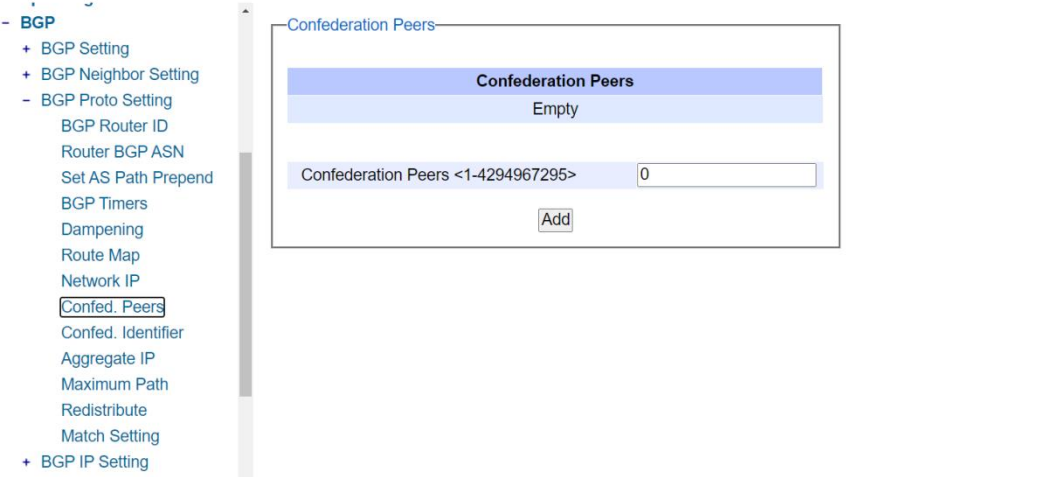 - BGP
+ BGP Setting
+ BGP Neighbor Setting
- BGP Proto Setting
BGP Router ID
Router BGP ASN
Set AS Path Prepend
BGP Timers
Dampening
Route Map
Network IP
Confed. Peers
Confed. Identifier
Aggregate IP
Maximum Path
Redistribute
Match Setting
+ BGP IP Setting
Confederation Peers
Confederation Peers
Empty
Confederation Peers <1-4294967295> 0
Add